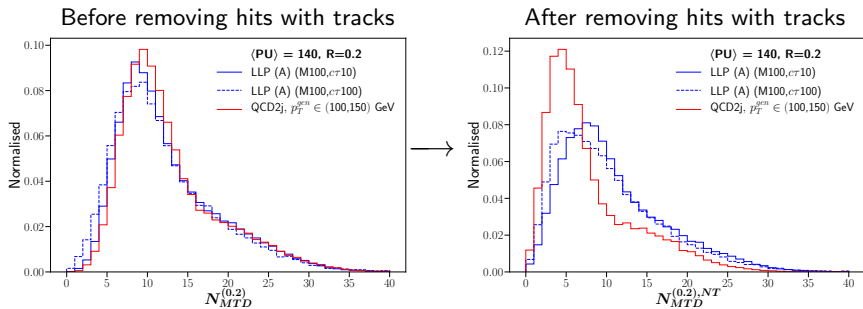 Before removing hits with tracks
After removing hits with tracks
⟨PU⟩ = 140, R=0.2
LLP (A) (M100,cτ10)
LLP (A) (M100,cτ100)
QCD2j, p_T^{gen} ∈ (100,150) GeV
Normalised
0.10
0.08
0.06
0.04
0.02
0.00
0 5 10 15 20 25 30 35 40
N_{MTD}^{(0.2)}
⟨PU⟩ = 140, R=0.2
LLP (A) (M100,cτ10)
LLP (A) (M100,cτ100)
QCD2j, p_T^{gen} ∈ (100,150) GeV
Normalised
0.12
0.10
0.08
0.06
0.04
0.02
0.00
0 5 10 15 20 25 30 35 40
N_{MTD}^{(0.2),NT}